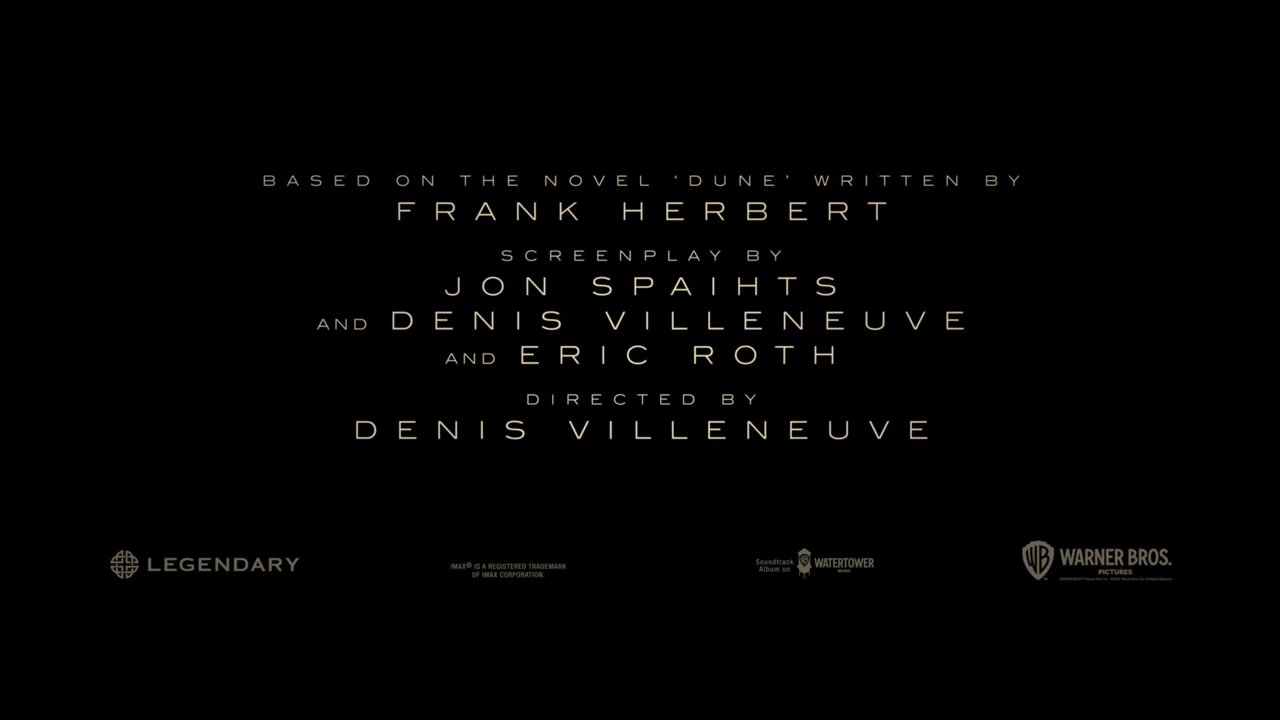 BASED ON THE NOVEL 'DUNE' WRITTEN BY
FRANK HERBERT
SCREENPLAY BY
JON SPAIHTS
AND DENIS VILLENEUVE
AND ERIC ROTH
DIRECTED BY
DENIS VILLENEUVE
LEGENDARY
IMAX® IS A REGISTERED TRADEMARK
OF IMAX CORPORATION.
Soundtrack
Album on
WATERTOWER
MUSIC
WB
WARNER BROS.
PICTURES